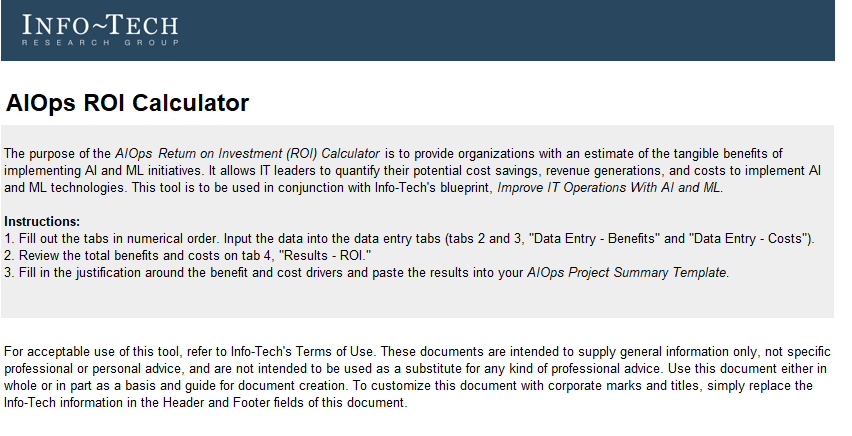 INFO~TECH
RESEARCH GROUP
AIOps ROI Calculator
The purpose of the AIOps Return on Investment (ROI) Calculator is to provide organizations with an estimate of the tangible benefits of
implementing AI and ML initiatives. It allows IT leaders to quantify their potential cost savings, revenue generations, and costs to implement AI
and ML technologies. This tool is to be used in conjunction with Info-Tech's blueprint, Improve IT Operations With AI and ML.
Instructions:
1. Fill out the tabs in numerical order. Input the data into the data entry tabs (tabs 2 and 3, "Data Entry - Benefits" and "Data Entry - Costs").
2. Review the total benefits and costs on tab 4, "Results - ROI."
3. Fill in the justification around the benefit and cost drivers and paste the results into your AIOps Project Summary Template.
For acceptable use of this tool, refer to Info-Tech's Terms of Use. These documents are intended to supply general information only, not specific
professional or personal advice, and are not intended to be used as a substitute for any kind of professional advice. Use this document either in
whole or in part as a basis and guide for document creation. To customize this document with corporate marks and titles, simply replace the
Info-Tech information in the Header and Footer fields of this document.